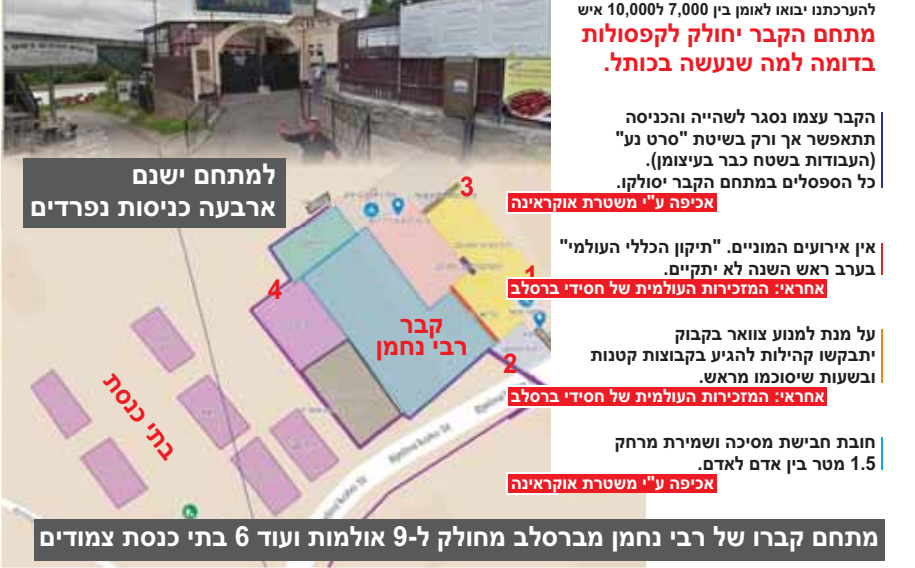 להערכתנו יבואו לאומן בין 7,000 ל10,000 איש
מתחם הקבר יחולק לקפסולות
בדומה למה שנעשה בכותל.
הקבר עצמו נסגר לשהייה והכניסה
תתאפשר אך ורק בשיטת "סרט נע"
(העבודות בשטח כבר בעיצומן).
כל הספסלים במתחם הקבר יסולקו.
אכיפה ע"י משטרת אוקראינה
אין אירועים המוניים. "תיקון הכללי העולמי"
בערב ראש השנה לא יתקיים.
אחראי: המזכירות העולמית של חסידי ברסלב
על מנת למנוע צוואר בקבוק
יתבקשו קהילות להגיע בקבוצות קטנות
ובשעות שיסוכמו מראש.
אחראי: המזכירות העולמית של חסידי ברסלב
חובת חבישת מסיכה ושמירת מרחק
1.5 מטר בין אדם לאדם.
אכיפה ע"י משטרת אוקראינה
למתחם ישנם
ארבעה כניסות נפרדים
3
1
4
2
קבר
רבי נחמן
בתי כנסת
מתחם קברו של רבי נחמן מברסלב מחולק ל-9 אולמות ועוד 6 בתי כנסת צמודים